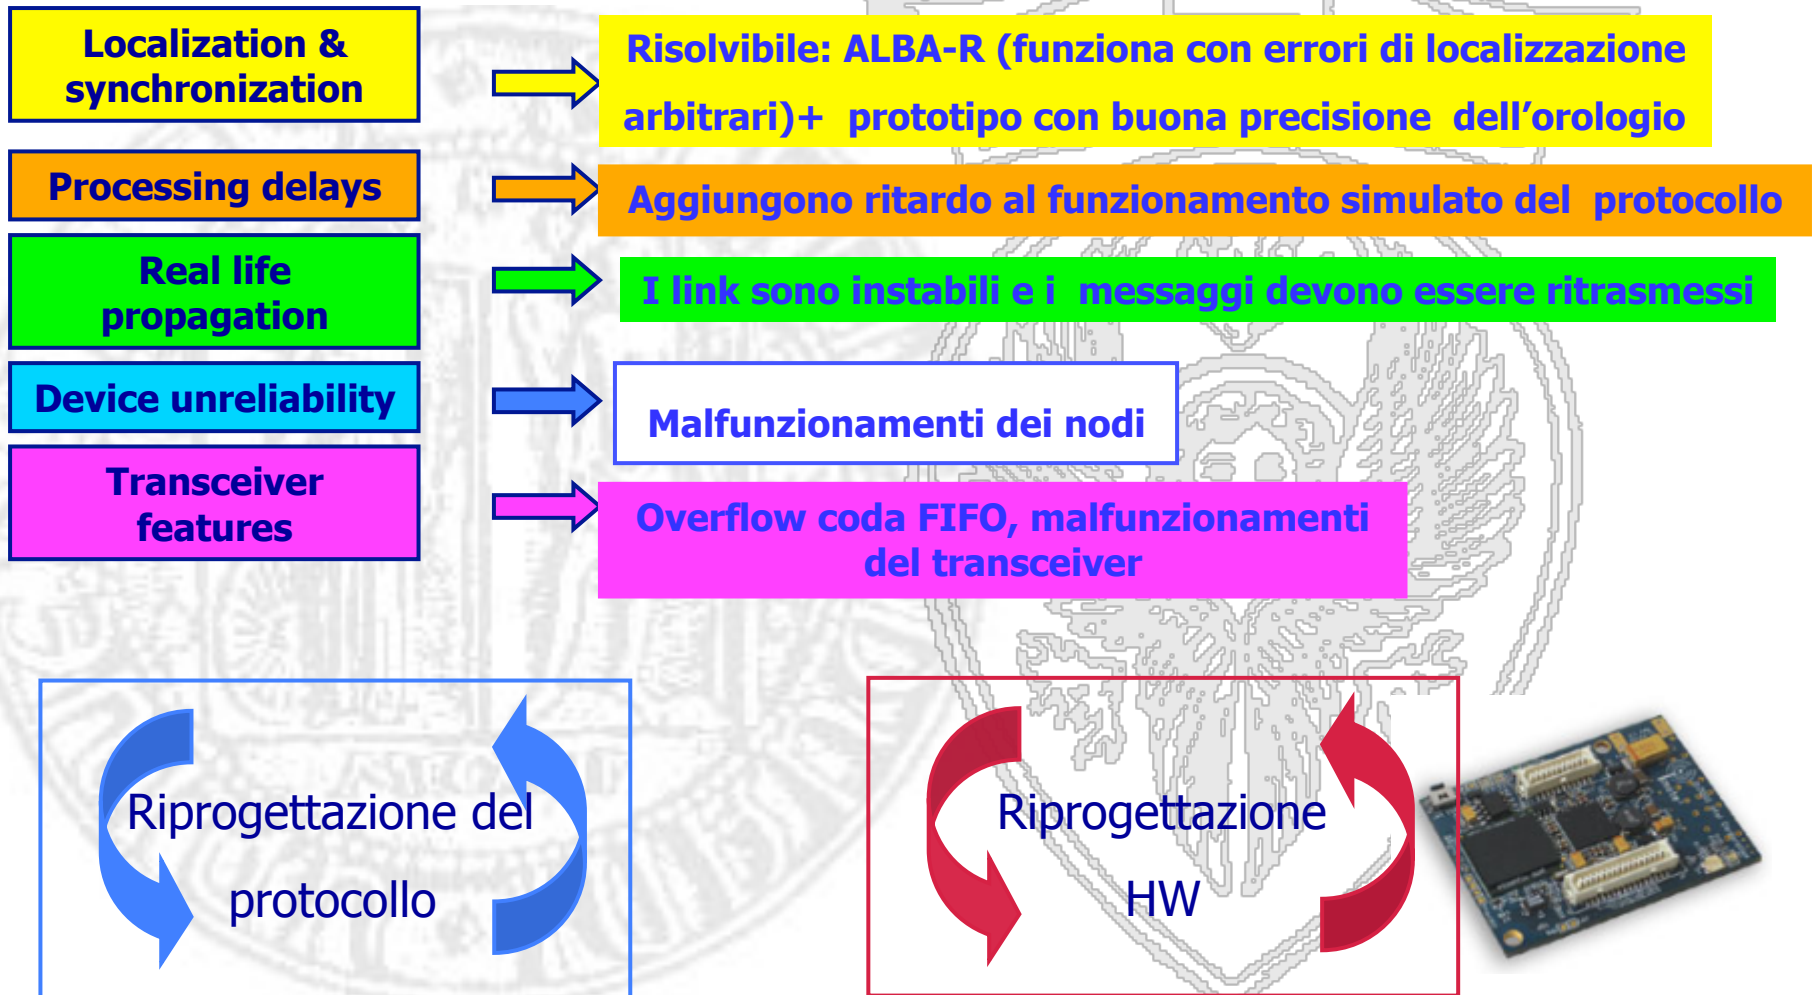 Localization &
synchronization
Risolvibile: ALBA-R (funziona con errori di localizzazione
arbitrari)+ prototipo con buona precisione dell’orologio
Processing delays
Aggiungono ritardo al funzionamento simulato del protocollo
Real life
propagation
I link sono instabili e i messaggi devono essere ritrasmessi
Device unreliability
Malfunzionamenti dei nodi
Transceiver
features
Overflow coda FIFO, malfunzionamenti
del transceiver
Riprogettazione del
protocollo
Riprogettazione
HW